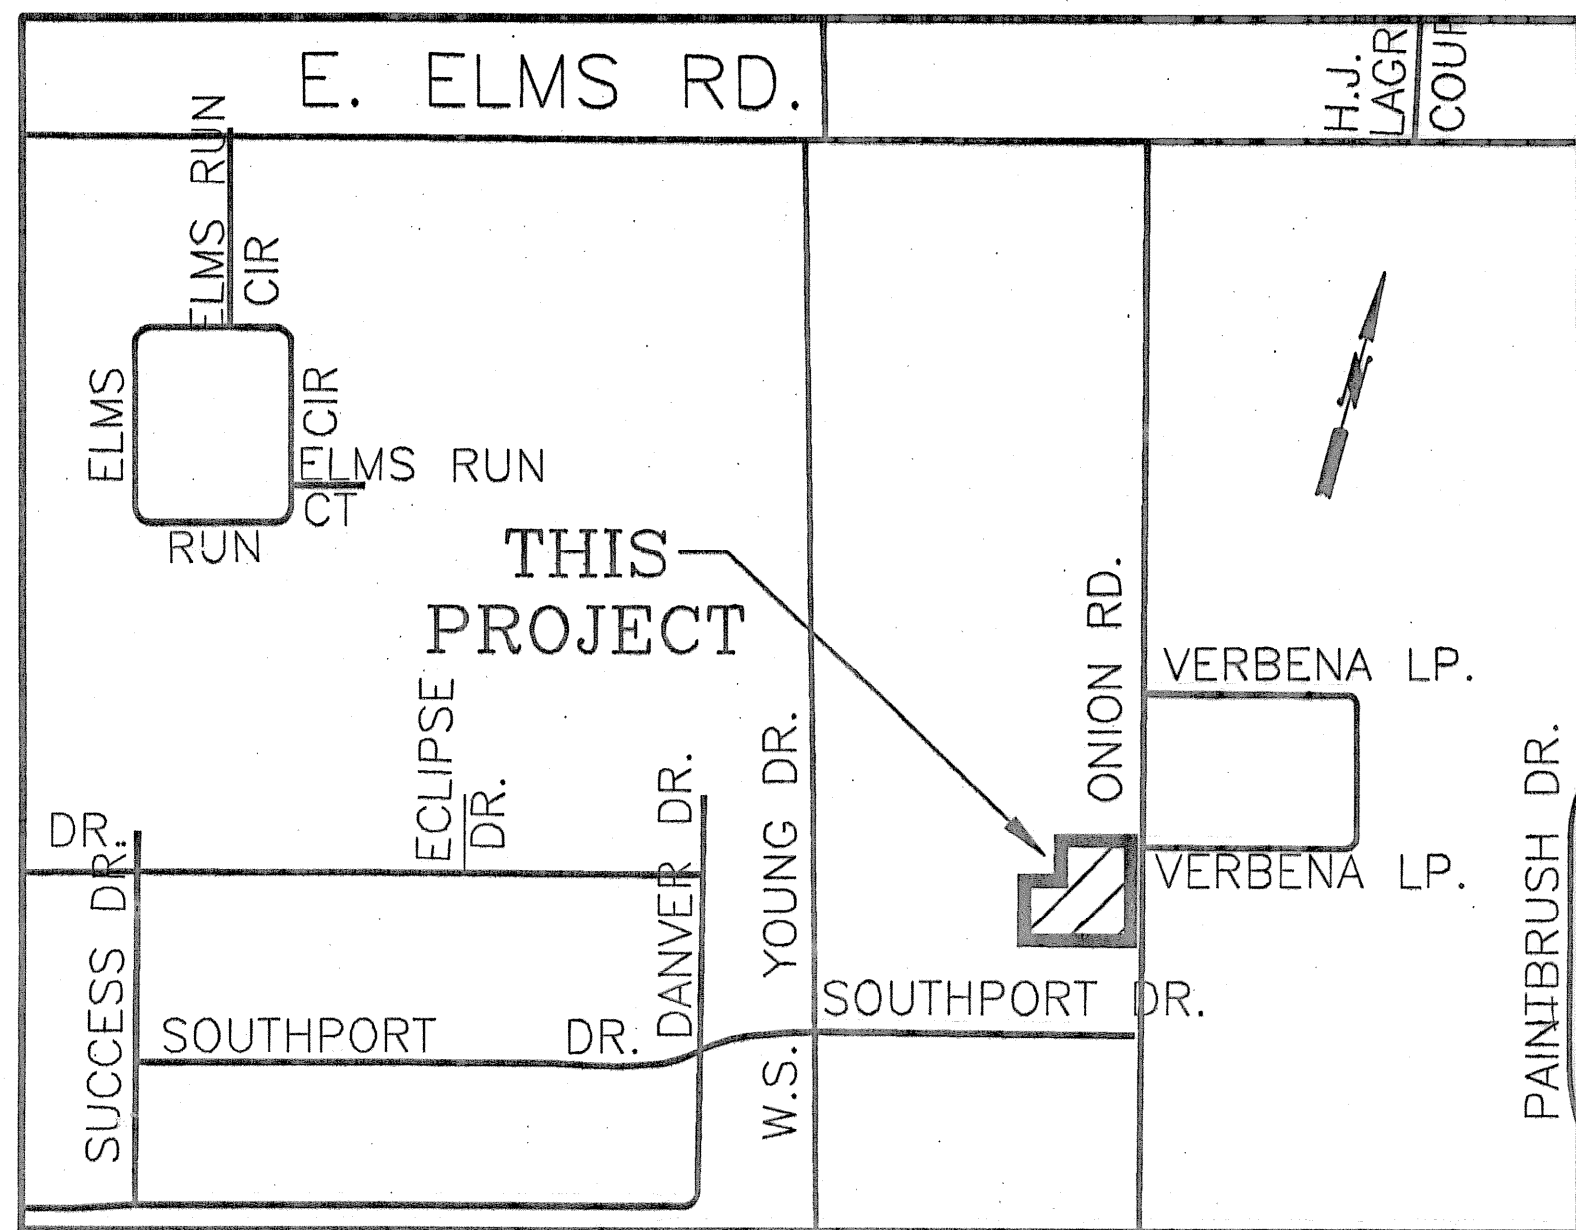 E. ELMS RD.
H.J.
LAGR
COUR
ELMS RUN
CIR
ELMS
CIR
ELMS RUN
CT
RUN
THIS
PROJECT
ONION RD.
VERBENA LP.
ECLIPSE
DR.
DANVER DR.
W.S. YOUNG DR.
PAINTBRUSH DR.
DR.
SUCCESS DR.
VERBENA LP.
SOUTHPORT DR.
SOUTHPORT DR.
N